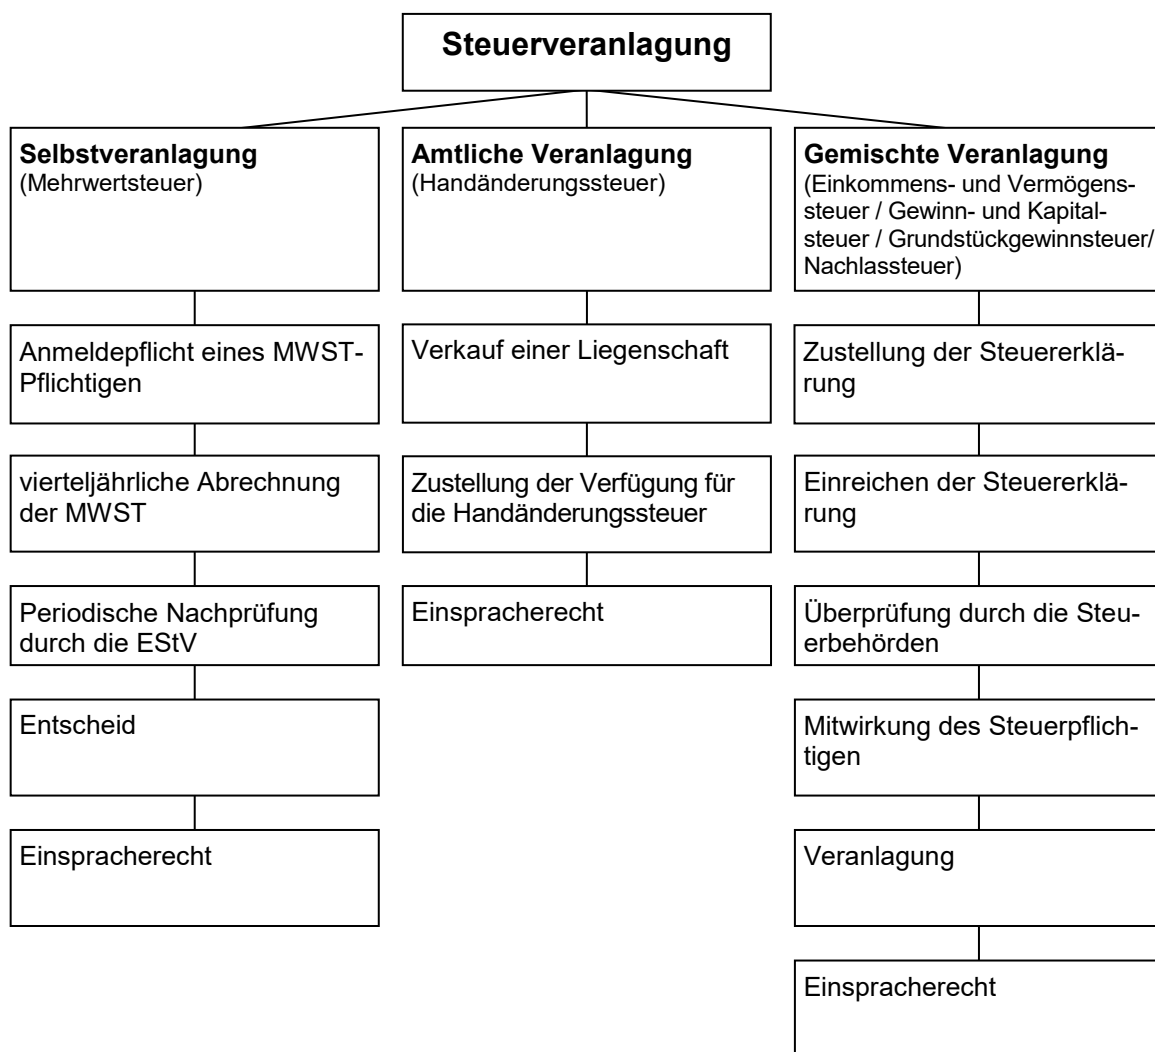 Steuerveranlagung
Selbstveranlagung
(Mehrwertsteuer)
Anmeldepflicht eines MWST-
Pflichtigen
vierteljährliche Abrechnung
der MWST
Periodische Nachprüfung
durch die EStV
Entscheid
Einspracherecht
Amtliche Veranlagung
(Handänderungssteuer)
Verkauf einer Liegenschaft
Zustellung der Verfügung für
die Handänderungssteuer
Einspracherecht
Gemischte Veranlagung
(Einkommens- und Vermögens-
steuer / Gewinn- und Kapital-
steuer / Grundstückgewinnsteuer/
Nachlassteuer)
Zustellung der Steuererklä-
rung
Einreichen der Steuererklä-
rung
Überprüfung durch die Steu-
erbehörden
Mitwirkung des Steuerpflich-
tigen
Veranlagung
Einspracherecht